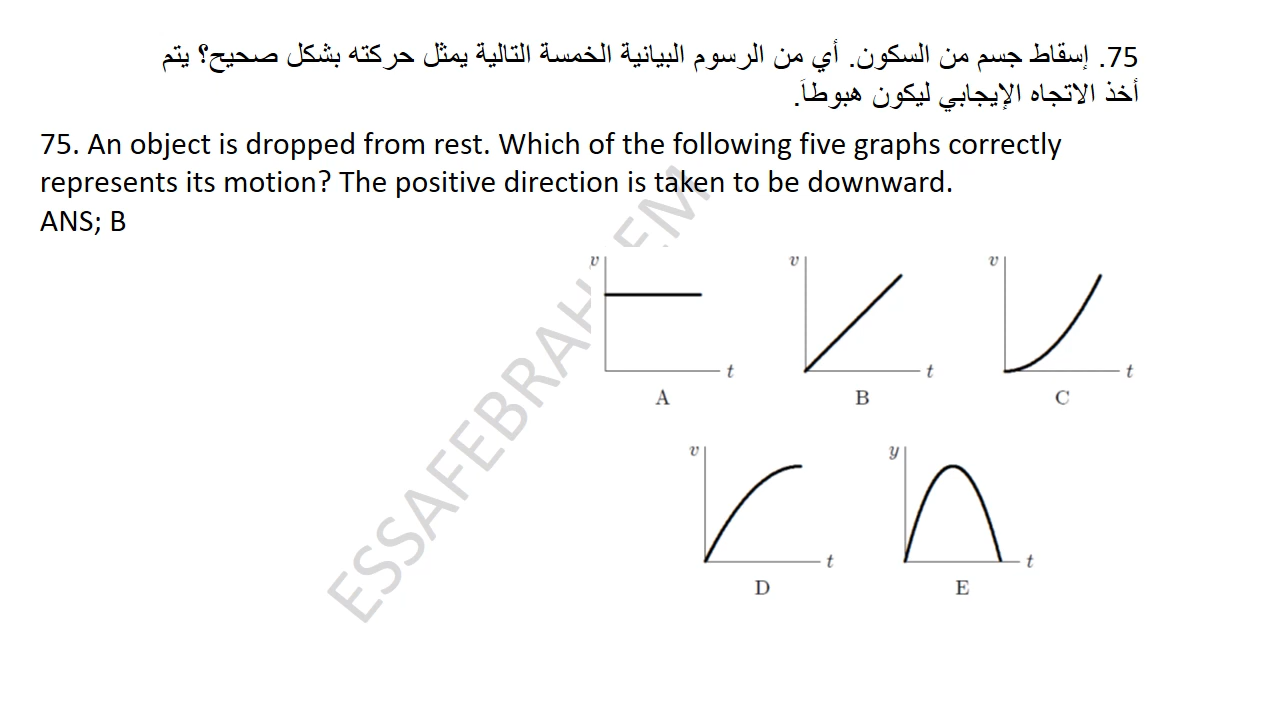 75. إسقاط جسم من السكون. أي من الرسوم البيانية الخمسة التالية يمثل حركته بشكل صحيح؟ يتم
أخذ الاتجاه الإيجابي ليكون هبوطاَ.
75. An object is dropped from rest. Which of the following five graphs correctly
represents its motion? The positive direction is taken to be downward.
ANS; B
ESSAFEBRAHEEM
v v v
t t t
A B C
v y
t t
D E